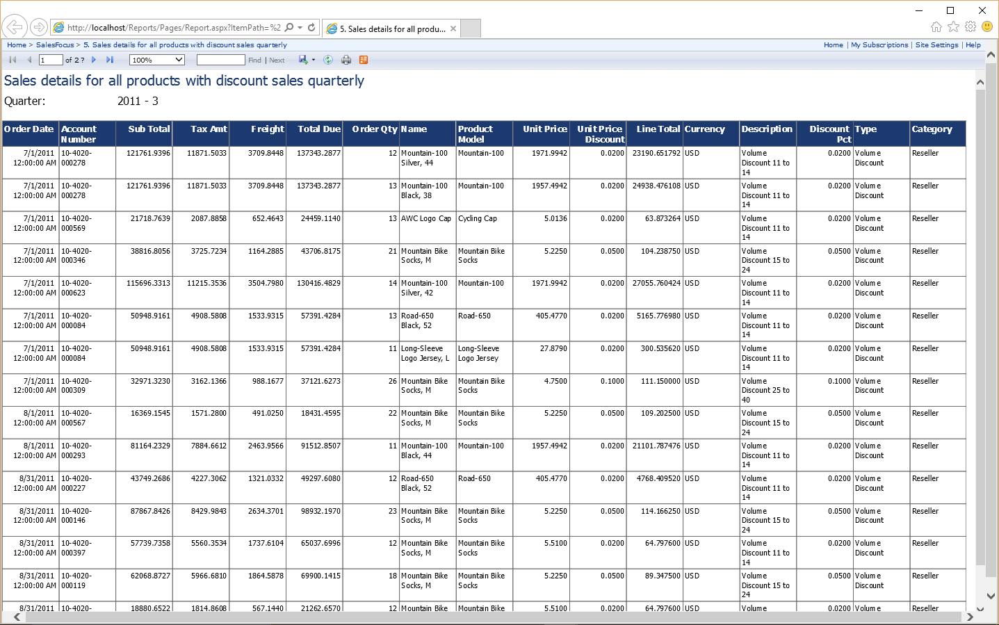 http://localhost/Reports/Pages/Report.aspx?ItemPath=%2
5. Sales details for all produ...
Home > SalesFocus > 5. Sales details for all products with discount sales quarterly
Home | My Subscriptions | Site Settings | Help
1 of 2 ? 100% Find | Next
Sales details for all products with discount sales quarterly
Quarter: 2011 - 3
Order Date Account Number Sub Total Tax Amt Freight Total Due Order Qty Name Product Model Unit Price Unit Price Discount Line Total Currency Description Discount Pct Type Category
7/1/2011 12:00:00 AM 10-4020-000278 121761.9396 11871.5033 3709.8448 137343.2877 12 Mountain-100 Silver, 44 Mountain-100 1971.9942 0.0200 23190.651792 USD Volume Discount 11 to 14 0.0200 Volume Discount Reseller
7/1/2011 12:00:00 AM 10-4020-000278 121761.9396 11871.5033 3709.8448 137343.2877 13 Mountain-100 Black, 38 Mountain-100 1957.4942 0.0200 24938.476108 USD Volume Discount 11 to 14 0.0200 Volume Discount Reseller
7/1/2011 12:00:00 AM 10-4020-000569 21718.7639 2087.8858 652.4643 24459.1140 13 AWC Logo Cap Cycling Cap 5.0136 0.0200 63.873264 USD Volume Discount 11 to 14 0.0200 Volume Discount Reseller
7/1/2011 12:00:00 AM 10-4020-000346 38816.8056 3725.7234 1164.2885 43706.8175 21 Mountain Bike Socks, M Mountain Bike Socks 5.2250 0.0500 104.238750 USD Volume Discount 15 to 24 0.0500 Volume Discount Reseller
7/1/2011 12:00:00 AM 10-4020-000623 115696.3313 11215.3536 3504.7980 130416.4829 14 Mountain-100 Silver, 42 Mountain-100 1971.9942 0.0200 27055.760424 USD Volume Discount 11 to 14 0.0200 Volume Discount Reseller
7/1/2011 12:00:00 AM 10-4020-000084 50948.9161 4908.5808 1533.9315 57391.4284 13 Road-650 Black, 52 Road-650 405.4770 0.0200 5165.776980 USD Volume Discount 11 to 14 0.0200 Volume Discount Reseller
7/1/2011 12:00:00 AM 10-4020-000084 50948.9161 4908.5808 1533.9315 57391.4284 11 Long-Sleeve Logo Jersey, L Long-Sleeve Logo Jersey 27.8790 0.0200 300.535620 USD Volume Discount 11 to 14 0.0200 Volume Discount Reseller
7/1/2011 12:00:00 AM 10-4020-000309 32971.3230 3162.1366 988.1677 37121.6273 26 Mountain Bike Socks, M Mountain Bike Socks 4.7500 0.1000 111.150000 USD Volume Discount 25 to 40 0.1000 Volume Discount Reseller
8/1/2011 12:00:00 AM 10-4020-000567 16369.1545 1571.2800 491.0250 18431.4595 22 Mountain Bike Socks, M Mountain Bike Socks 5.2250 0.0500 109.202500 USD Volume Discount 15 to 24 0.0500 Volume Discount Reseller
8/1/2011 12:00:00 AM 10-4020-000293 81164.2329 7884.6612 2463.9566 91512.8507 11 Mountain-100 Black, 44 Mountain-100 1957.4942 0.0200 21101.787476 USD Volume Discount 11 to 14 0.0200 Volume Discount Reseller
8/31/2011 12:00:00 AM 10-4020-000227 43749.2686 4227.3062 1321.0332 49297.6080 12 Road-650 Black, 52 Road-650 405.4770 0.0200 4768.409520 USD Volume Discount 11 to 14 0.0200 Volume Discount Reseller
8/31/2011 12:00:00 AM 10-4020-000146 87867.8426 8429.9843 2634.3701 98932.1970 23 Mountain Bike Socks, M Mountain Bike Socks 5.2250 0.0500 114.166250 USD Volume Discount 15 to 24 0.0500 Volume Discount Reseller
8/31/2011 12:00:00 AM 10-4020-000397 57739.7358 5560.3534 1737.6104 65037.6996 12 Mountain Bike Socks, M Mountain Bike Socks 5.5100 0.0200 64.797600 USD Volume Discount 11 to 14 0.0200 Volume Discount Reseller
8/31/2011 12:00:00 AM 10-4020-000119 62068.8727 5966.6810 1864.5878 69900.1415 18 Mountain Bike Socks, M Mountain Bike Socks 5.2250 0.0500 89.347500 USD Volume Discount 15 to 24 0.0500 Volume Discount Reseller
8/31/2011 10-4020- 18880.6522 1814.8608 567.1440 21262.6570 12 Mountain Bike Mountain Bike 5.5100 0.0200 64.797600 USD Volume 0.0200 Volume Reseller